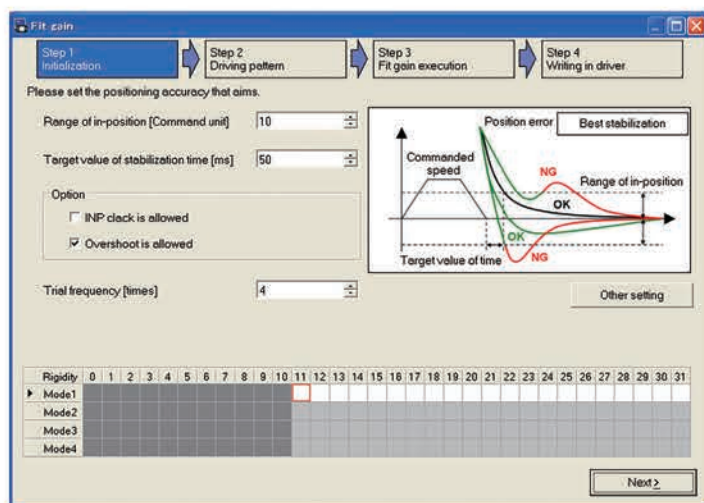 Fit gain
Step 1
Initialization
Step 2
Driving pattern
Step 3
Fit gain execution
Step 4
Writing in driver
Please set the positioning accuracy that aims.
Range of in-position [Command unit] 10
Target value of stabilization time [ms] 50
Option
INP clack is allowed
Overshoot is allowed
Trial frequency [times] 4
Position error
Best stabilization
Commanded
speed
Range of in-position
NG
OK
OK
NG
Target value of time
Other setting
Rigidity 0 1 2 3 4 5 6 7 8 9 10 11 12 13 14 15 16 17 18 19 20 21 22 23 24 25 26 27 28 29 30 31
Mode1
Mode2
Mode3
Mode4
Next >